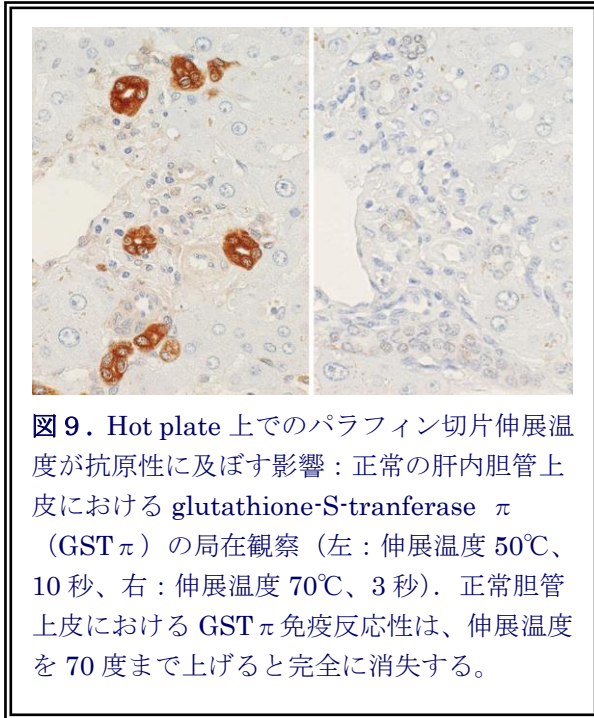 図9. Hot plate 上でのパラフィン切片伸展温
度が抗原性に及ぼす影響：正常の肝内胆管上
皮における glutathione-S-tranferase π
（GSTπ）の局在観察（左：伸展温度 50℃、
10 秒、右：伸展温度 70℃、3 秒）．正常胆管
上皮における GSTπ免疫反応性は、伸展温度
を 70 度まで上げると完全に消失する。